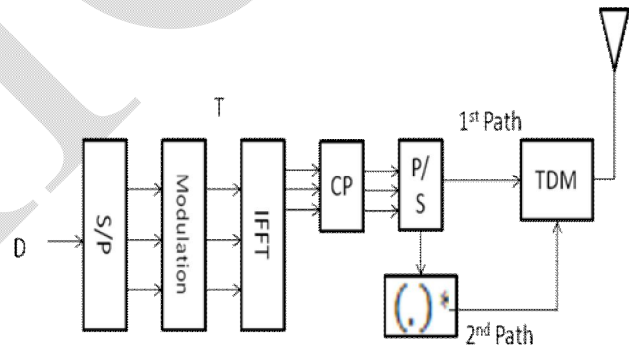 T
1st Path
D
S/P
Modulation
IFFT
CP
P/
S
TDM
(.)*
2nd Path